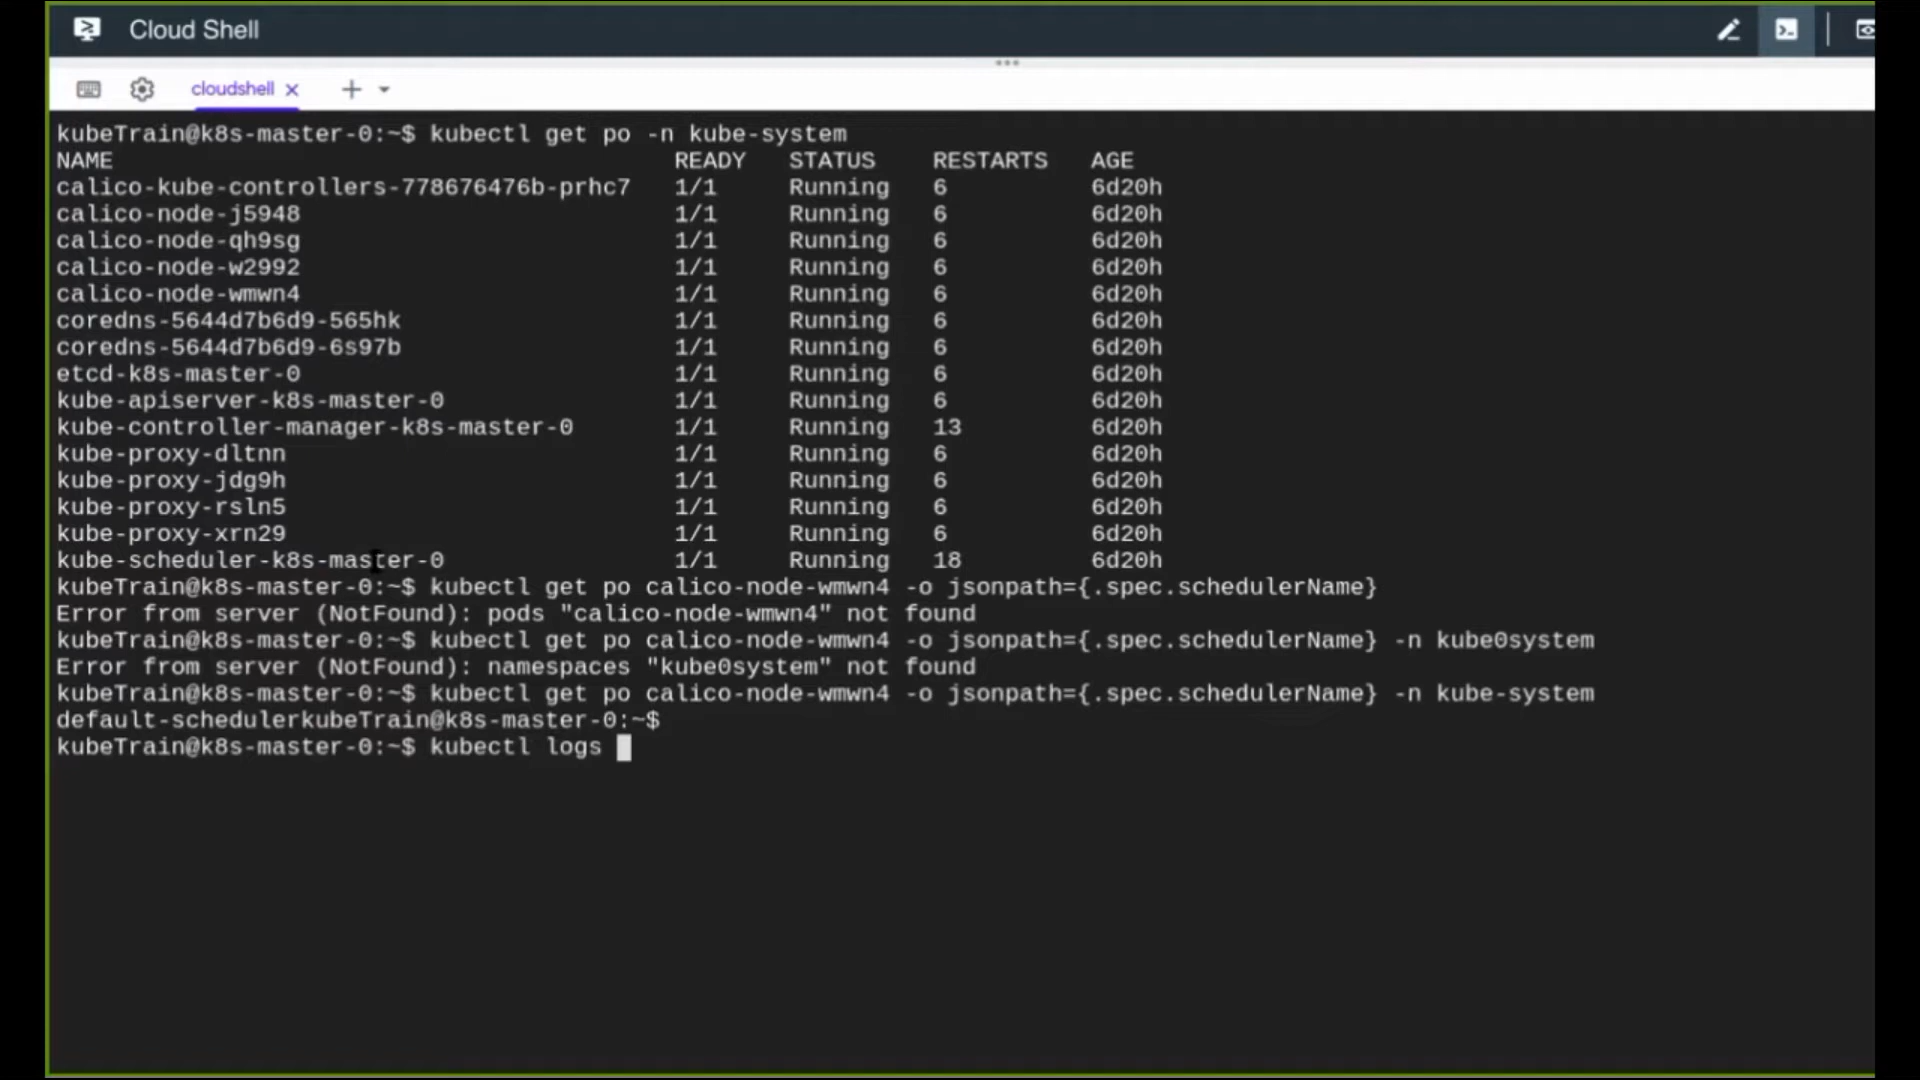 Cloud Shell
cloudshell
kubeTrain@k8s-master-0:~$ kubectl get po -n kube-system
NAME READY STATUS RESTARTS AGE
calico-kube-controllers-778676476b-prhc7 1/1 Running 6 6d20h
calico-node-j5948 1/1 Running 6 6d20h
calico-node-qh9sg 1/1 Running 6 6d20h
calico-node-w2992 1/1 Running 6 6d20h
calico-node-wmwn4 1/1 Running 6 6d20h
coredns-5644d7b6d9-565hk 1/1 Running 6 6d20h
coredns-5644d7b6d9-6s97b 1/1 Running 6 6d20h
etcd-k8s-master-0 1/1 Running 6 6d20h
kube-apiserver-k8s-master-0 1/1 Running 6 6d20h
kube-controller-manager-k8s-master-0 1/1 Running 13 6d20h
kube-proxy-dltnn 1/1 Running 6 6d20h
kube-proxy-jdg9h 1/1 Running 6 6d20h
kube-proxy-rsln5 1/1 Running 6 6d20h
kube-proxy-xrn29 1/1 Running 6 6d20h
kube-scheduler-k8s-master-0 1/1 Running 18 6d20h
kubeTrain@k8s-master-0:~$ kubectl get po calico-node-wmwn4 -o jsonpath={.spec.schedulerName}
Error from server (NotFound): pods "calico-node-wmwn4" not found
kubeTrain@k8s-master-0:~$ kubectl get po calico-node-wmwn4 -o jsonpath={.spec.schedulerName} -n kube0system
Error from server (NotFound): namespaces "kube0system" not found
kubeTrain@k8s-master-0:~$ kubectl get po calico-node-wmwn4 -o jsonpath={.spec.schedulerName} -n kube-system
default-schedulerkubeTrain@k8s-master-0:~$
kubeTrain@k8s-master-0:~$ kubectl logs